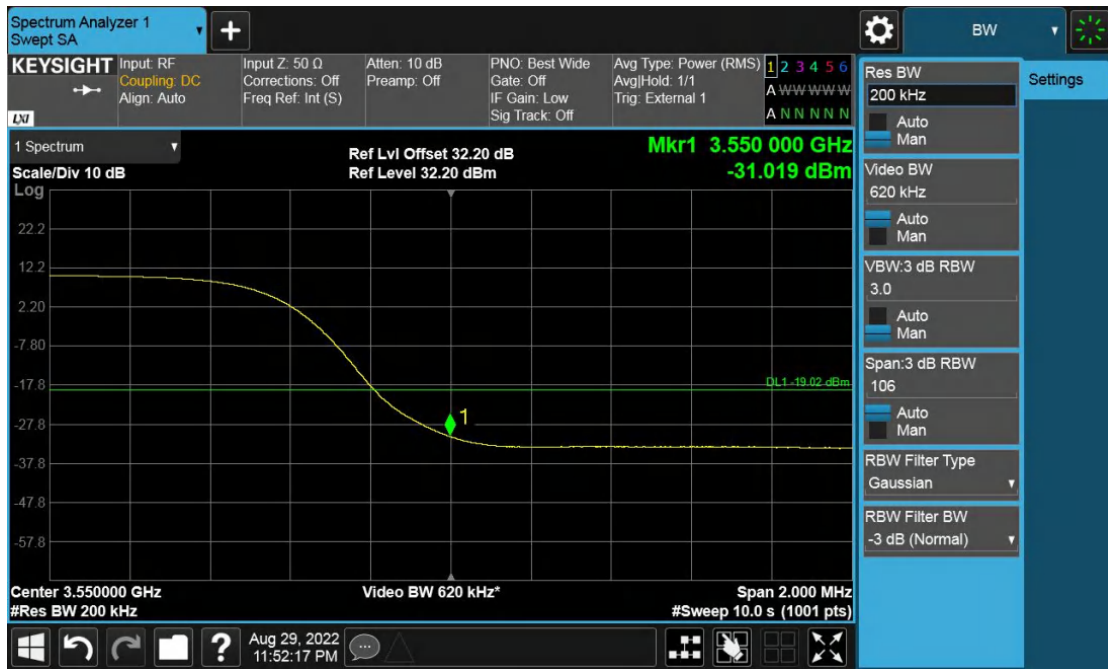 Spectrum Analyzer 1
Swept SA
+
BW
KEYSIGHT
LXI
Input: RF
Coupling: DC
Align: Auto
Input Z: 50 Ω
Corrections: Off
Freq Ref: Int (S)
Atten: 10 dB
Preamp: Off
PNO: Best Wide
Gate: Off
IF Gain: Low
Sig Track: Off
Avg Type: Power (RMS)
Avg|Hold: 1/1
Trig: External 1
1 2 3 4 5 6
A W W W W W
A N N N N N
1 Spectrum
Scale/Div 10 dB
Log
Ref Lvl Offset 32.20 dB
Ref Level 32.20 dBm
Mkr1 3.550 000 GHz
-31.019 dBm
22.2
12.2
2.20
-7.80
-17.8
-27.8
-37.8
-47.8
-57.8
DL1 -19.02 dBm
1
Center 3.550000 GHz
#Res BW 200 kHz
Video BW 620 kHz*
Span 2.000 MHz
#Sweep 10.0 s (1001 pts)
Res BW
200 kHz
Auto
Man
Video BW
620 kHz
Auto
Man
VBW:3 dB RBW
3.0
Auto
Man
Span:3 dB RBW
106
Auto
Man
RBW Filter Type
Gaussian
RBW Filter BW
-3 dB (Normal)
Settings
?
Aug 29, 2022
11:52:17 PM